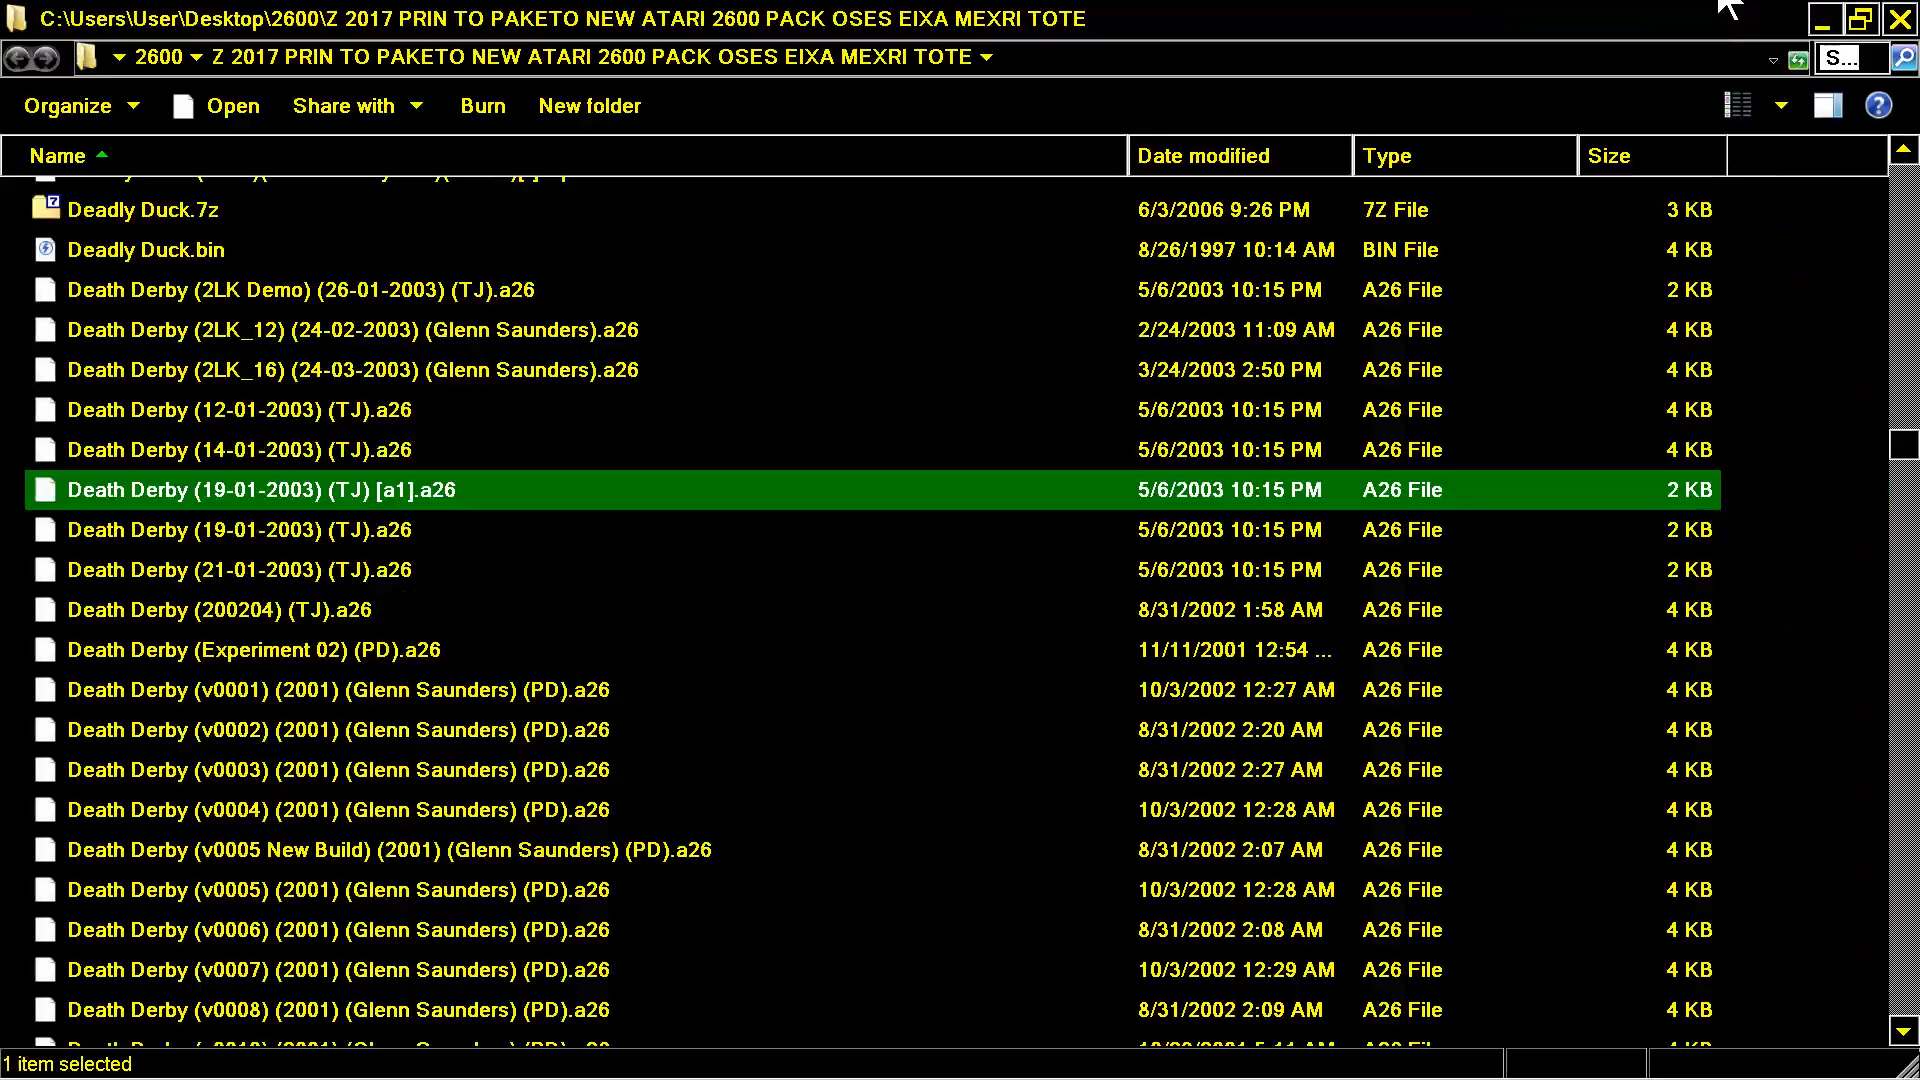 C:\Users\User\Desktop\2600\Z 2017 PRIN TO PAKETO NEW ATARI 2600 PACK OSES EIXA MEXRI TOTE
2600 Z 2017 PRIN TO PAKETO NEW ATARI 2600 PACK OSES EIXA MEXRI TOTE S...
Organize Open Share with Burn New folder
Name Date modified Type Size
Deadly Duck.7z 6/3/2006 9:26 PM 7Z File 3 KB
Deadly Duck.bin 8/26/1997 10:14 AM BIN File 4 KB
Death Derby (2LK Demo) (26-01-2003) (TJ).a26 5/6/2003 10:15 PM A26 File 2 KB
Death Derby (2LK_12) (24-02-2003) (Glenn Saunders).a26 2/24/2003 11:09 AM A26 File 4 KB
Death Derby (2LK_16) (24-03-2003) (Glenn Saunders).a26 3/24/2003 2:50 PM A26 File 4 KB
Death Derby (12-01-2003) (TJ).a26 5/6/2003 10:15 PM A26 File 4 KB
Death Derby (14-01-2003) (TJ).a26 5/6/2003 10:15 PM A26 File 4 KB
Death Derby (19-01-2003) (TJ) [a1].a26 5/6/2003 10:15 PM A26 File 2 KB
Death Derby (19-01-2003) (TJ).a26 5/6/2003 10:15 PM A26 File 2 KB
Death Derby (21-01-2003) (TJ).a26 5/6/2003 10:15 PM A26 File 2 KB
Death Derby (200204) (TJ).a26 8/31/2002 1:58 AM A26 File 4 KB
Death Derby (Experiment 02) (PD).a26 11/11/2001 12:54 ... A26 File 4 KB
Death Derby (v0001) (2001) (Glenn Saunders) (PD).a26 10/3/2002 12:27 AM A26 File 4 KB
Death Derby (v0002) (2001) (Glenn Saunders) (PD).a26 8/31/2002 2:20 AM A26 File 4 KB
Death Derby (v0003) (2001) (Glenn Saunders) (PD).a26 8/31/2002 2:27 AM A26 File 4 KB
Death Derby (v0004) (2001) (Glenn Saunders) (PD).a26 10/3/2002 12:28 AM A26 File 4 KB
Death Derby (v0005 New Build) (2001) (Glenn Saunders) (PD).a26 8/31/2002 2:07 AM A26 File 4 KB
Death Derby (v0005) (2001) (Glenn Saunders) (PD).a26 10/3/2002 12:28 AM A26 File 4 KB
Death Derby (v0006) (2001) (Glenn Saunders) (PD).a26 8/31/2002 2:08 AM A26 File 4 KB
Death Derby (v0007) (2001) (Glenn Saunders) (PD).a26 10/3/2002 12:29 AM A26 File 4 KB
Death Derby (v0008) (2001) (Glenn Saunders) (PD).a26 8/31/2002 2:09 AM A26 File 4 KB
1 item selected